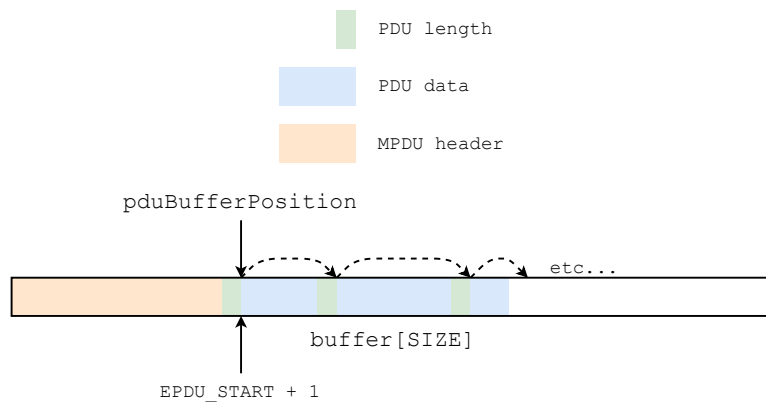 PDU length
PDU data
MPDU header
pduBufferPosition
etc...
buffer[SIZE]
EPDU_START + 1